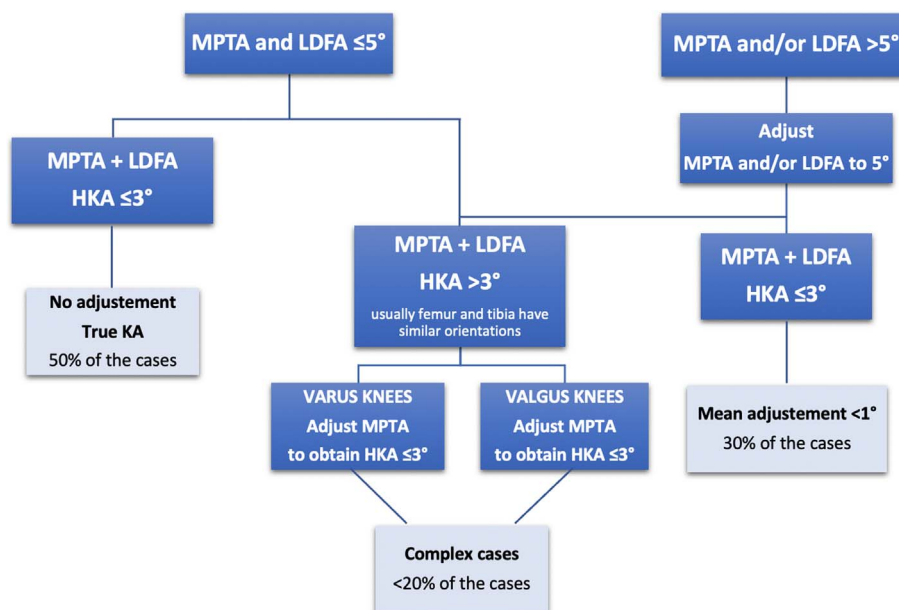 MPTA and LDFA ≤5°
MPTA and/or LDFA >5°
MPTA + LDFA
HKA ≤3°
Adjust
MPTA and/or LDFA to 5°
No adjustement
True KA
50% of the cases
MPTA + LDFA
HKA >3°
usually femur and tibia have
similar orientations
MPTA + LDFA
HKA ≤3°
VARUS KNEES
Adjust MPTA
to obtain HKA ≤3°
VALGUS KNEES
Adjust MPTA
to obtain HKA ≤3°
Mean adjustement <1°
30% of the cases
Complex cases
<20% of the cases